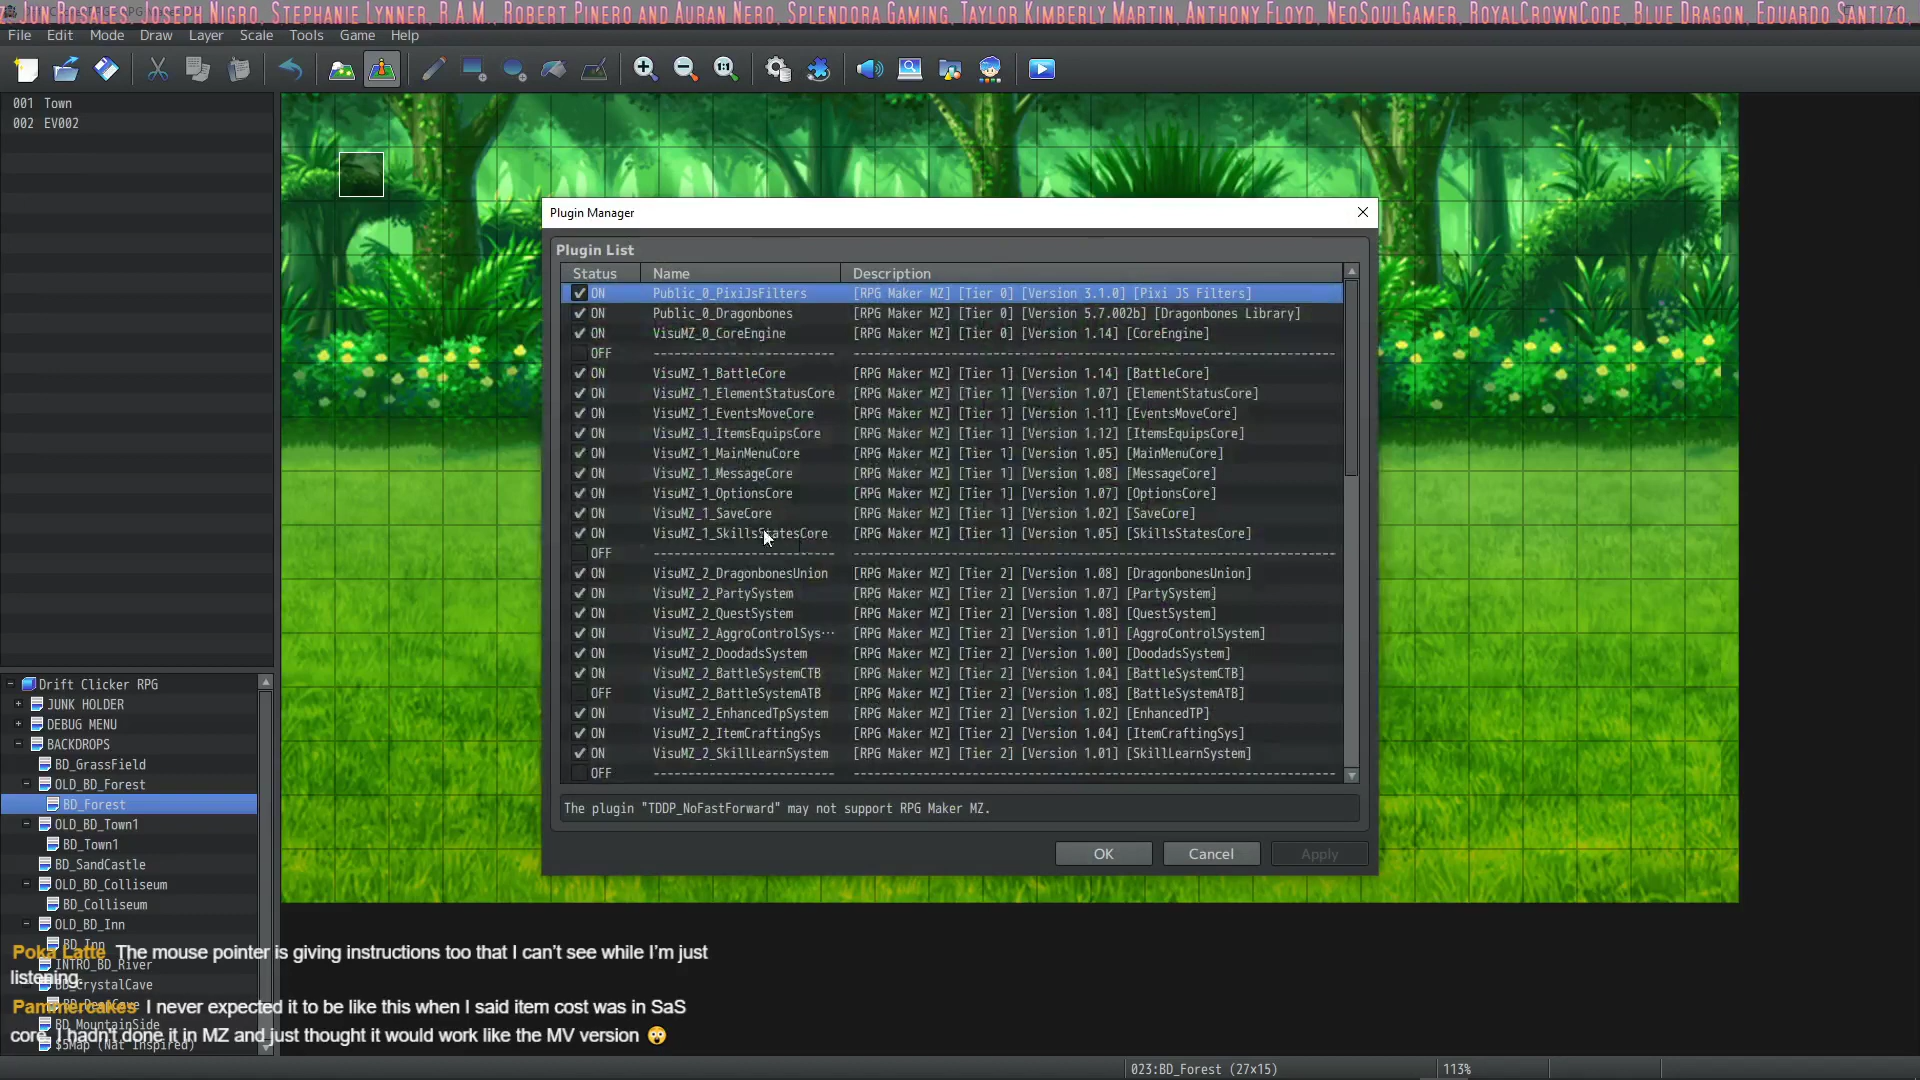 Jun Rosales, Joseph Nigro, Stephanie Lynner, R.A.M., Robert Pinero and Auran Nero, Splendora Gaming, Taylor Kimberly Martin, Anthony Floyd, NeoSoulGamer, RoyalCrownCode, Blue Dragon, Eduardo Santizo,
File Edit Mode Draw Layer Scale Tools Game Help
001 Town
002 EV002
Plugin Manager
Plugin List
Status Name Description
ON Public_0_PixiJsFilters [RPG Maker MZ] [Tier 0] [Version 3.1.0] [Pixi JS Filters]
ON Public_0_Dragonbones [RPG Maker MZ] [Tier 0] [Version 5.7.002b] [Dragonbones Library]
ON VisuMZ_0_CoreEngine [RPG Maker MZ] [Tier 0] [Version 1.14] [CoreEngine]
OFF -------------------------- ---------------------------------------------------------------------
ON VisuMZ_1_BattleCore [RPG Maker MZ] [Tier 1] [Version 1.14] [BattleCore]
ON VisuMZ_1_ElementStatusCore [RPG Maker MZ] [Tier 1] [Version 1.07] [ElementStatusCore]
ON VisuMZ_1_EventsMoveCore [RPG Maker MZ] [Tier 1] [Version 1.11] [EventsMoveCore]
ON VisuMZ_1_ItemsEquipsCore [RPG Maker MZ] [Tier 1] [Version 1.12] [ItemsEquipsCore]
ON VisuMZ_1_MainMenuCore [RPG Maker MZ] [Tier 1] [Version 1.05] [MainMenuCore]
ON VisuMZ_1_MessageCore [RPG Maker MZ] [Tier 1] [Version 1.08] [MessageCore]
ON VisuMZ_1_OptionsCore [RPG Maker MZ] [Tier 1] [Version 1.07] [OptionsCore]
ON VisuMZ_1_SaveCore [RPG Maker MZ] [Tier 1] [Version 1.02] [SaveCore]
ON VisuMZ_1_SkillsStatesCore [RPG Maker MZ] [Tier 1] [Version 1.05] [SkillsStatesCore]
OFF -------------------------- ---------------------------------------------------------------------
ON VisuMZ_2_DragonbonesUnion [RPG Maker MZ] [Tier 2] [Version 1.08] [DragonbonesUnion]
ON VisuMZ_2_PartySystem [RPG Maker MZ] [Tier 2] [Version 1.07] [PartySystem]
ON VisuMZ_2_QuestSystem [RPG Maker MZ] [Tier 2] [Version 1.08] [QuestSystem]
ON VisuMZ_2_AggroControlSys… [RPG Maker MZ] [Tier 2] [Version 1.01] [AggroControlSystem]
ON VisuMZ_2_DoodadsSystem [RPG Maker MZ] [Tier 2] [Version 1.00] [DoodadsSystem]
ON VisuMZ_2_BattleSystemCTB [RPG Maker MZ] [Tier 2] [Version 1.04] [BattleSystemCTB]
OFF VisuMZ_2_BattleSystemATB [RPG Maker MZ] [Tier 2] [Version 1.08] [BattleSystemATB]
ON VisuMZ_2_EnhancedTpSystem [RPG Maker MZ] [Tier 2] [Version 1.02] [EnhancedTP]
ON VisuMZ_2_ItemCraftingSys [RPG Maker MZ] [Tier 2] [Version 1.04] [ItemCraftingSys]
ON VisuMZ_2_SkillLearnSystem [RPG Maker MZ] [Tier 2] [Version 1.01] [SkillLearnSystem]
OFF -------------------------- ---------------------------------------------------------------------
The plugin "TDDP_NoFastForward" may not support RPG Maker MZ.
OK Cancel Apply
Drift Clicker RPG
JUNK HOLDER
DEBUG MENU
BACKDROPS
BD_GrassField
OLD_BD_Forest
BD_Forest
OLD_BD_Town1
BD_Town1
BD_SandCastle
OLD_BD_Colliseum
BD_Colliseum
OLD_BD_Inn
BD_Inn
INTRO_BD_River
BD_CrystalCave
BD_MountainSide
$5Map (Nat Inspired)
Poka Latte The mouse pointer is giving instructions too that I can't see while I'm just
listening.
Pammercakes I never expected it to be like this when I said item cost was in SaS
core. I hadn't done it in MZ and just thought it would work like the MV version 😲
023:BD_Forest (27x15) 113%